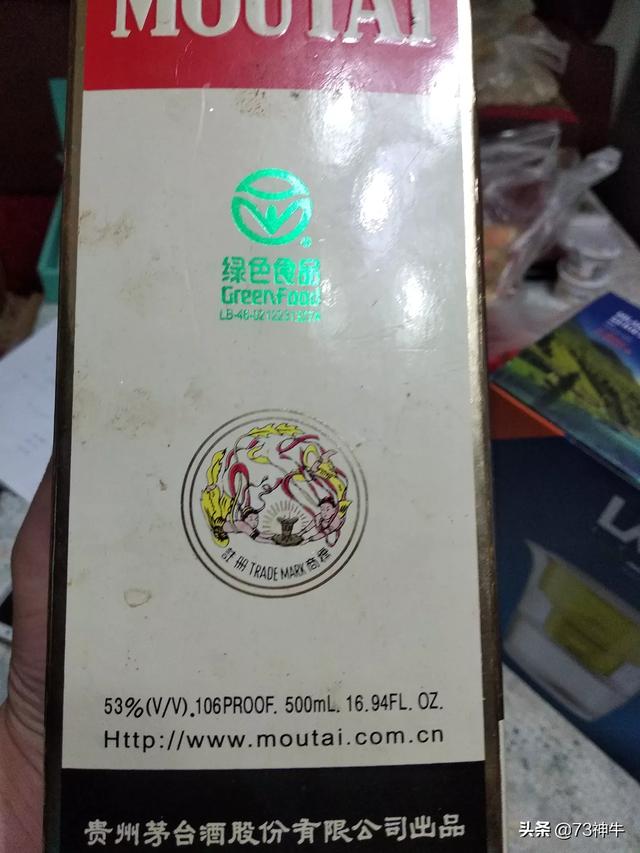 MOUTAI
绿色食品
GreenFood
註册 TRADE MARK 商標
53%(V/V).106PROOF. 500mL. 16.94FL. OZ.
Http://www.moutai.com.cn
贵州茅台酒股份有限公司出品
头条 @73神牛